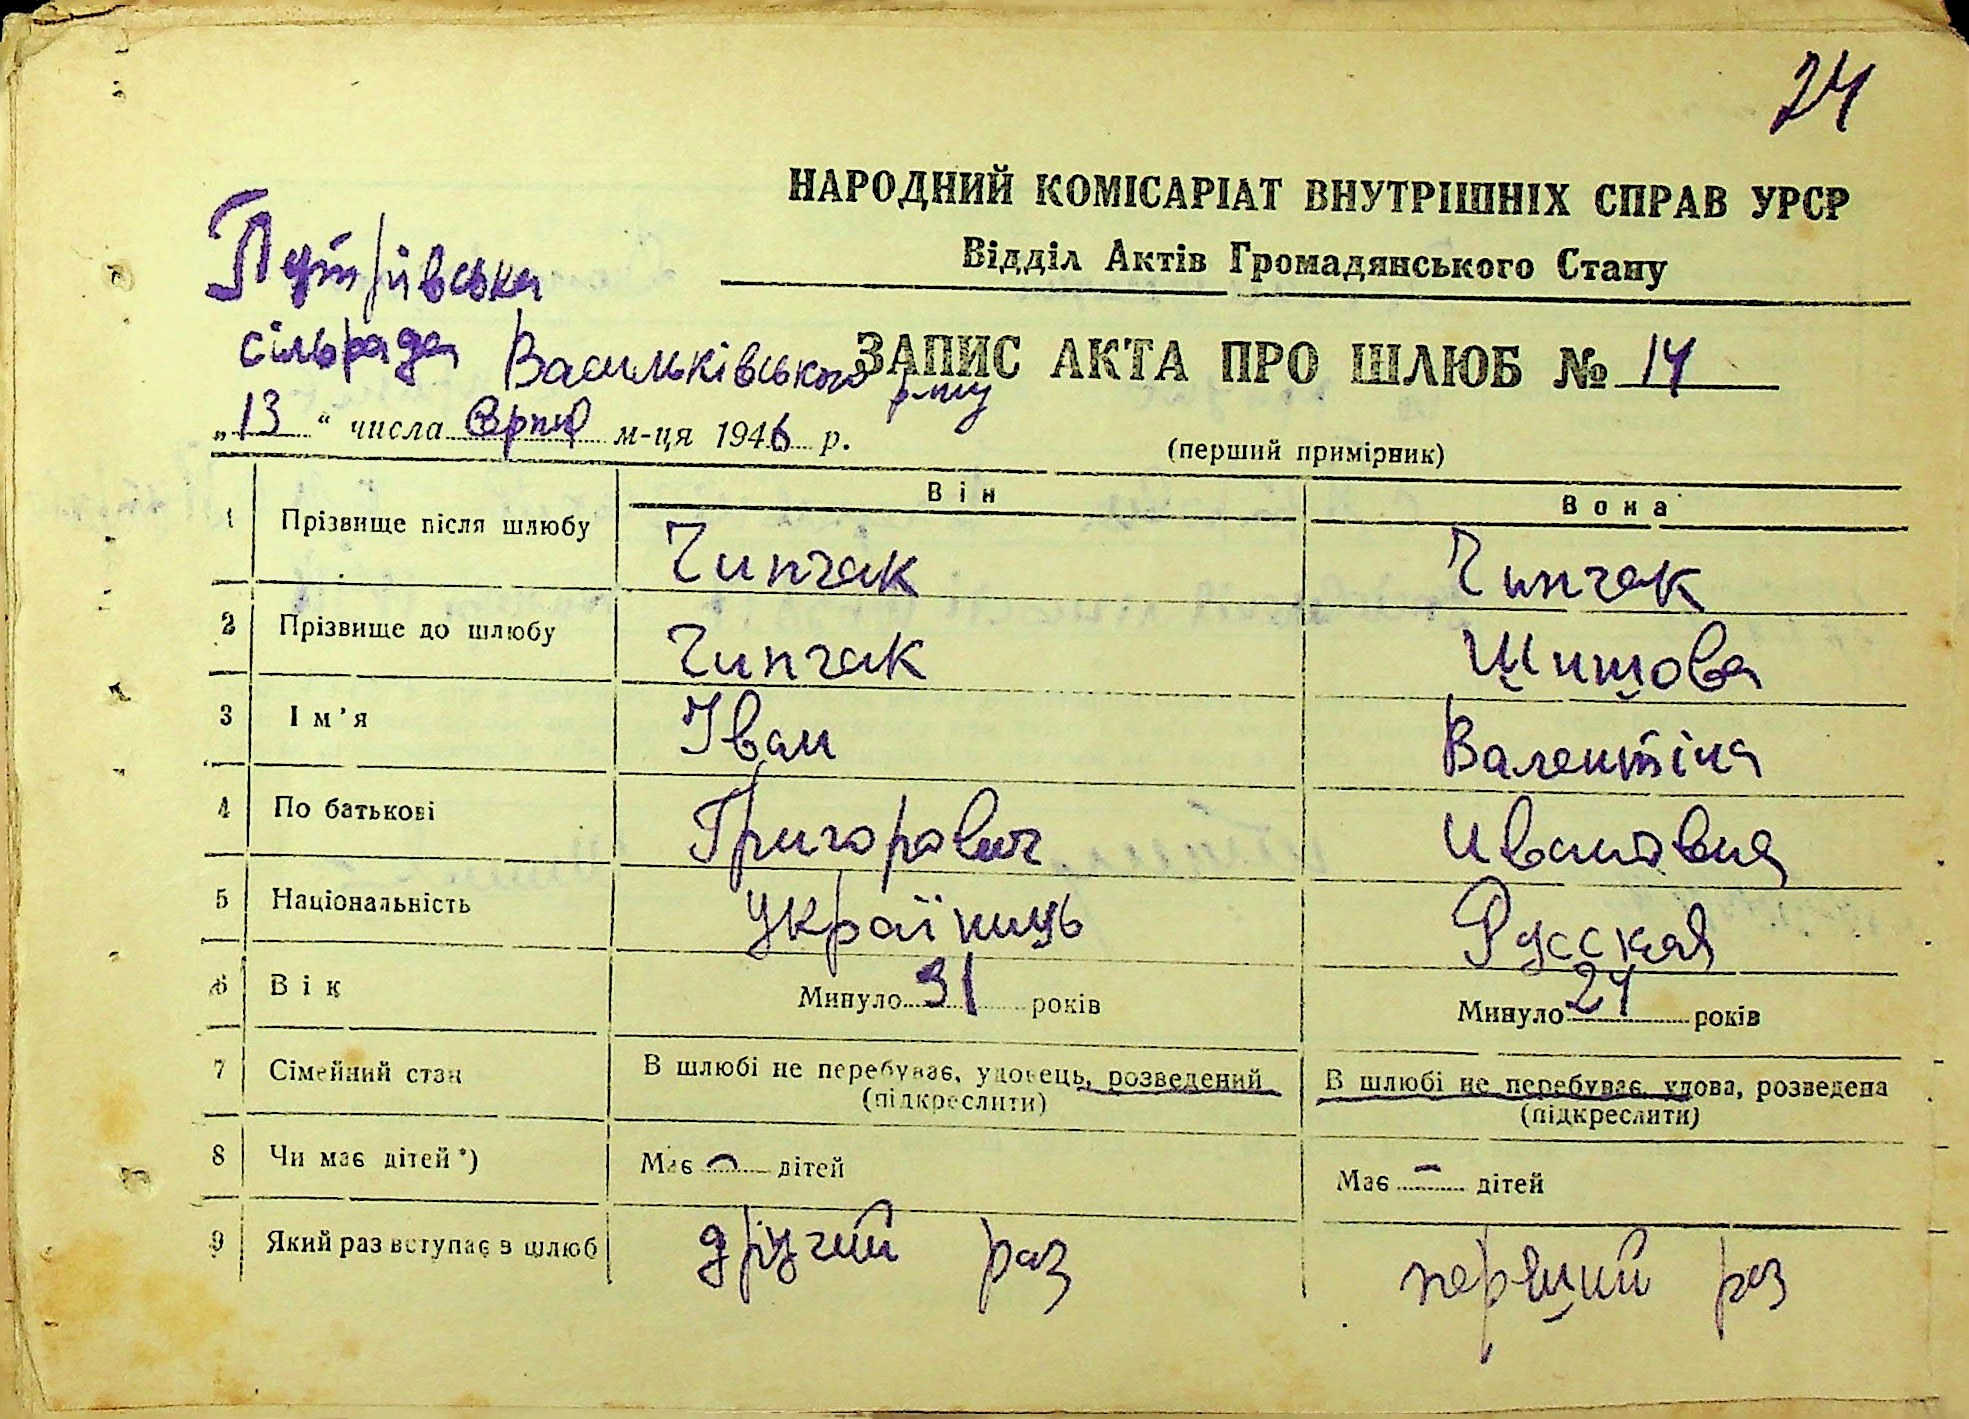 24
НАРОДНИЙ КОМІСАРІАТ ВНУТРІШНІХ СПРАВ УРСР
Відділ Актів Громадянського Стану
Путрівська
сільрада Васильківського р-ну
ЗАПИС АКТА ПРО ШЛЮБ № 14
„13“ числа Серпня м-ця 1946 р.
(перший примірник)
Він Вона
1 Прізвище після шлюбу Чипчак Чипчак
2 Прізвище до шлюбу Чипчак Шишова
3 Ім'я Іван Валентіна
4 По батькові Григорович Ивановна
5 Національність Україниць Русская
6 Вік Минуло 31 років Минуло 24 років
7 Сімейний стан В шлюбі не перебуває, удовець, розведений В шлюбі не перебуває, удова, розведена
(підкреслити) (підкреслити)
8 Чи має дітей*) Має — дітей Має — дітей
9 Який раз вступає в шлюб другий раз перший раз